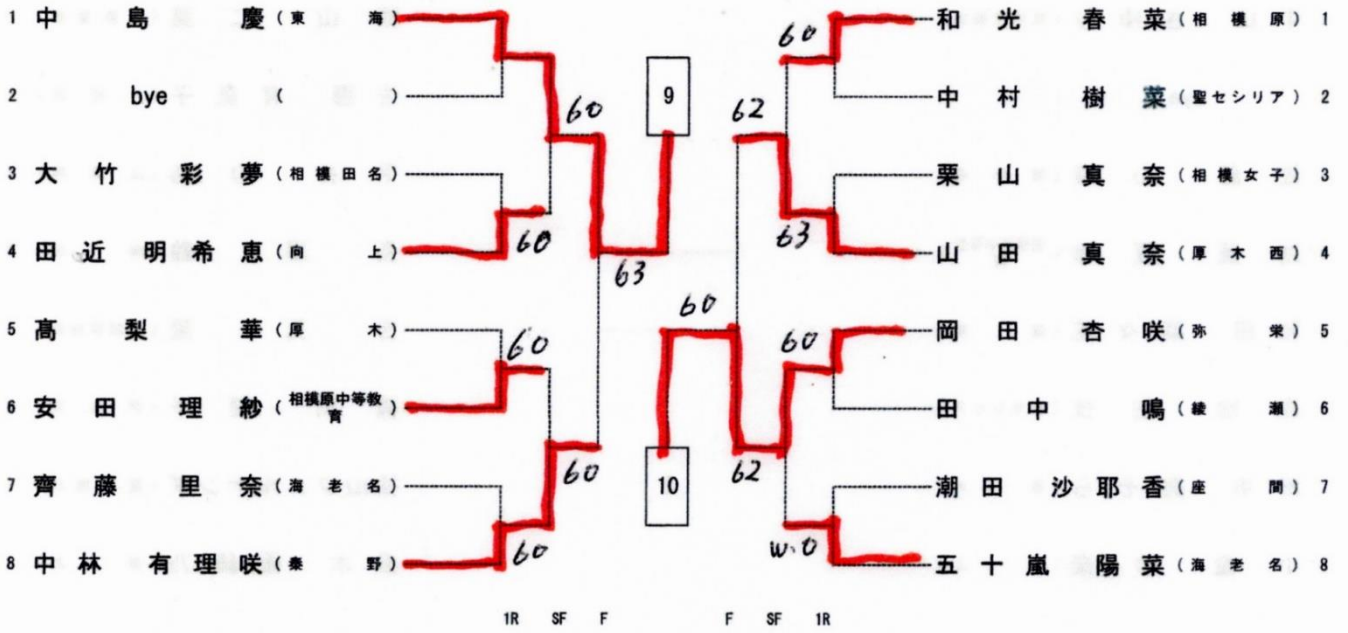 1 中島慶（東海）
2 bye（ ）
3 大竹彩夢（相模田名）
4 田近明希恵（向上）
5 髙梨華（厚木）
6 安田理紗（相模原中等教育）
7 齊藤里奈（海老名）
8 中林有理咲（秦野）
60
60
60
60
60
63
1R SF F
9
10
60
和光春菜（相模原）1
中村樹菜（聖セシリア）2
栗山真奈（相模女子）3
山田真奈（厚木西）4
岡田杏咲（弥栄）5
田中鳴（綾瀬）6
潮田沙耶香（座間）7
五十嵐陽菜（海老名）8
60
62
63
60
62
W.O
F SF 1R